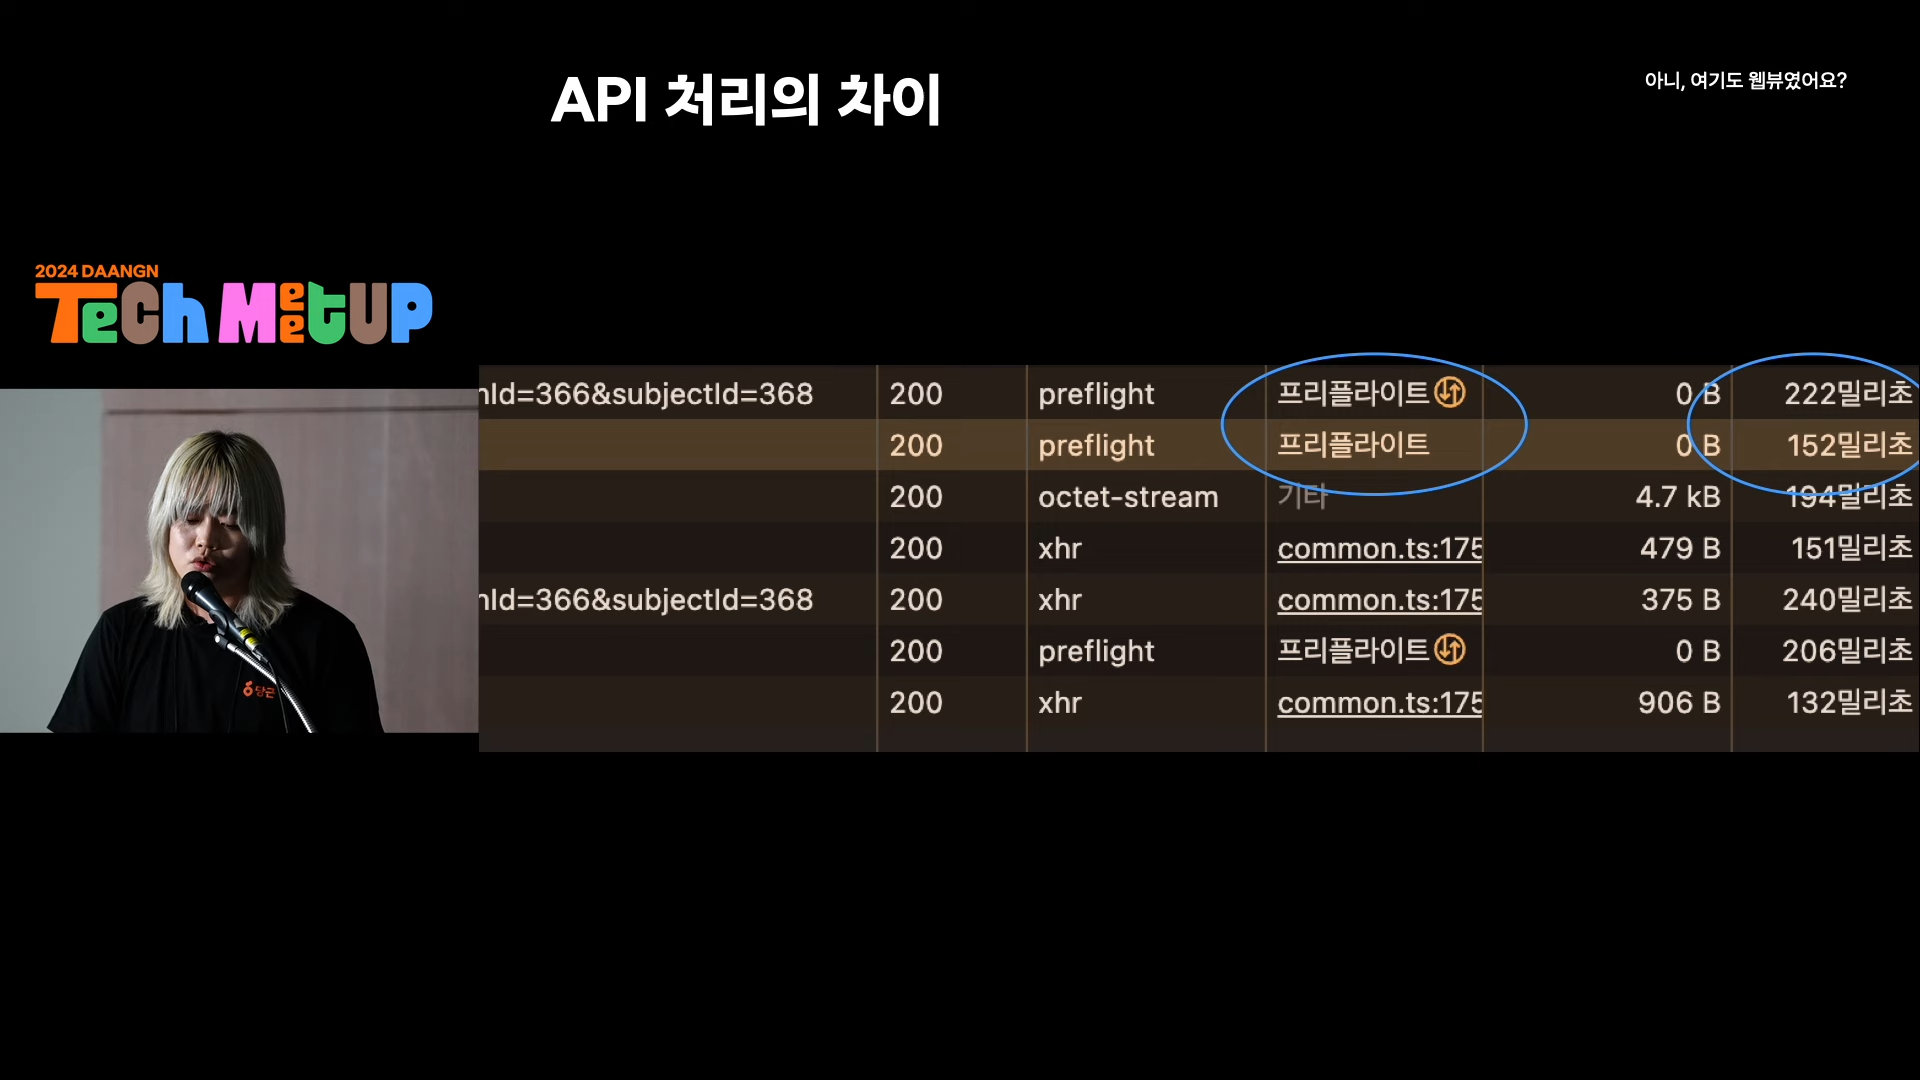 API 처리의 차이
아니, 여기도 웹뷰였어요?
2024 DAANGN
Tech MeetUP
당근
nId=366&subjectId=368 200 preflight 프리플라이트 0 B 222밀리초
200 preflight 프리플라이트 0 B 152밀리초
200 octet-stream 기타 4.7 kB 194밀리초
200 xhr common.ts:175 479 B 151밀리초
nId=366&subjectId=368 200 xhr common.ts:175 375 B 240밀리초
200 preflight 프리플라이트 0 B 206밀리초
200 xhr common.ts:175 906 B 132밀리초